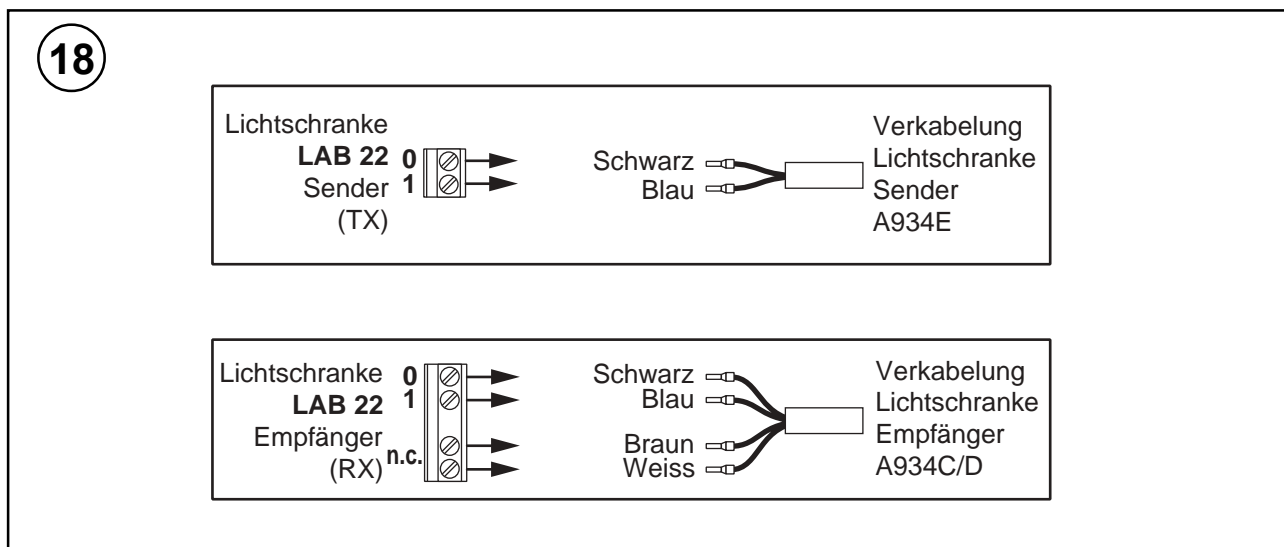 18
Lichtschranke
LAB 22
Sender
(TX)
0
1
Schwarz
Blau
Verkabelung
Lichtschranke
Sender
A934E
Lichtschranke
LAB 22
Empfänger
(RX)
0
1
n.c.
Schwarz
Blau
Braun
Weiss
Verkabelung
Lichtschranke
Empfänger
A934C/D